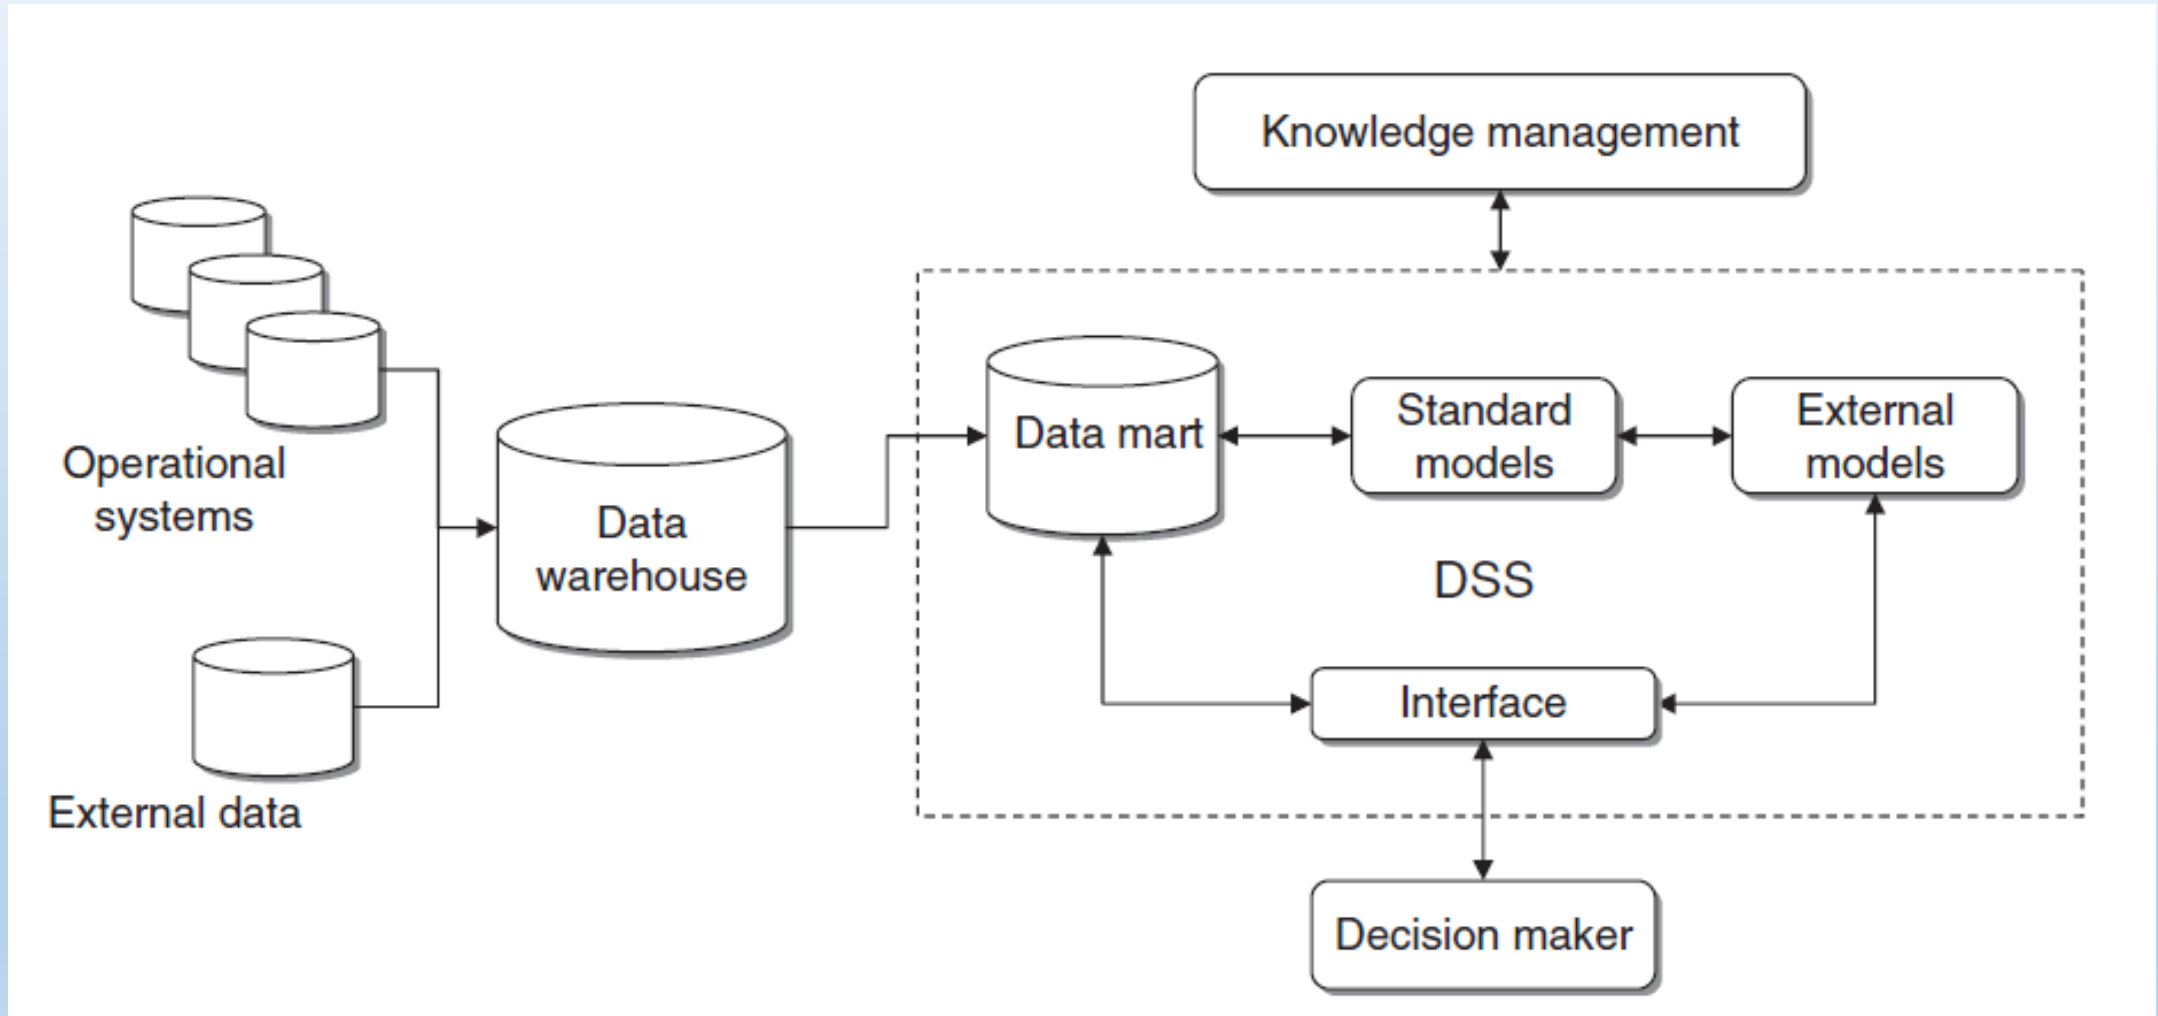 Knowledge management
Operational
systems
Data
warehouse
Data mart
Standard
models
External
models
DSS
Interface
External data
Decision maker